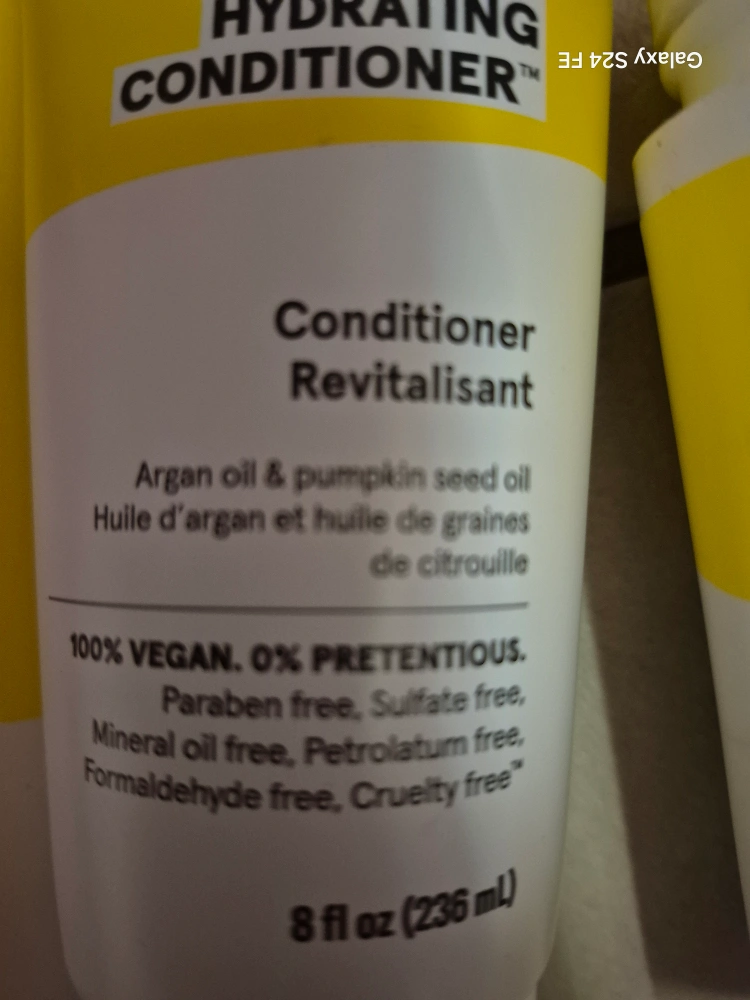 HYDRATING
CONDITIONER™
Galaxy S24 FE
Conditioner
Revitalisant
Argan oil & pumpkin seed oil
Huile d'argan et huile de graines
de citrouille
100% VEGAN. 0% PRETENTIOUS.
Paraben free, Sulfate free,
Mineral oil free, Petrolatum free,
Formaldehyde free, Cruelty free™
8 fl oz (236 mL)